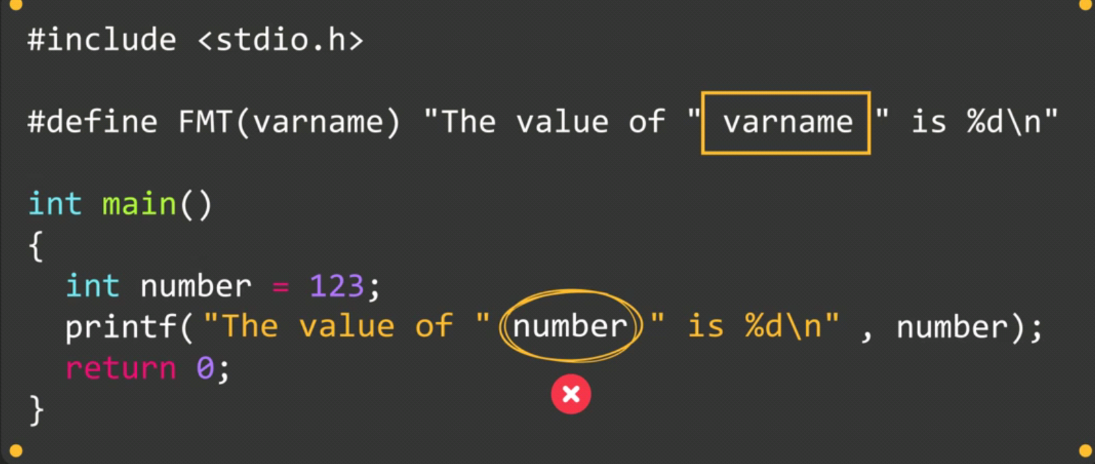 #include <stdio.h>
#define FMT(varname) "The value of " varname " is %d\n"
int main()
{
int number = 123;
printf("The value of " number " is %d\n" , number);
return 0;
}